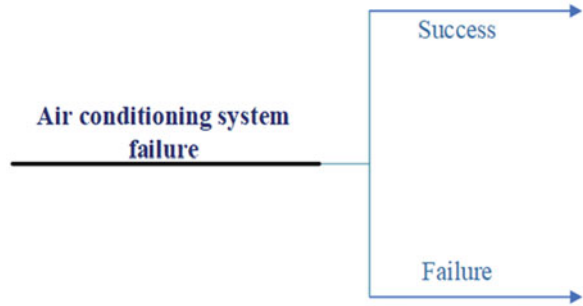 Success
Air conditioning system
failure
Failure